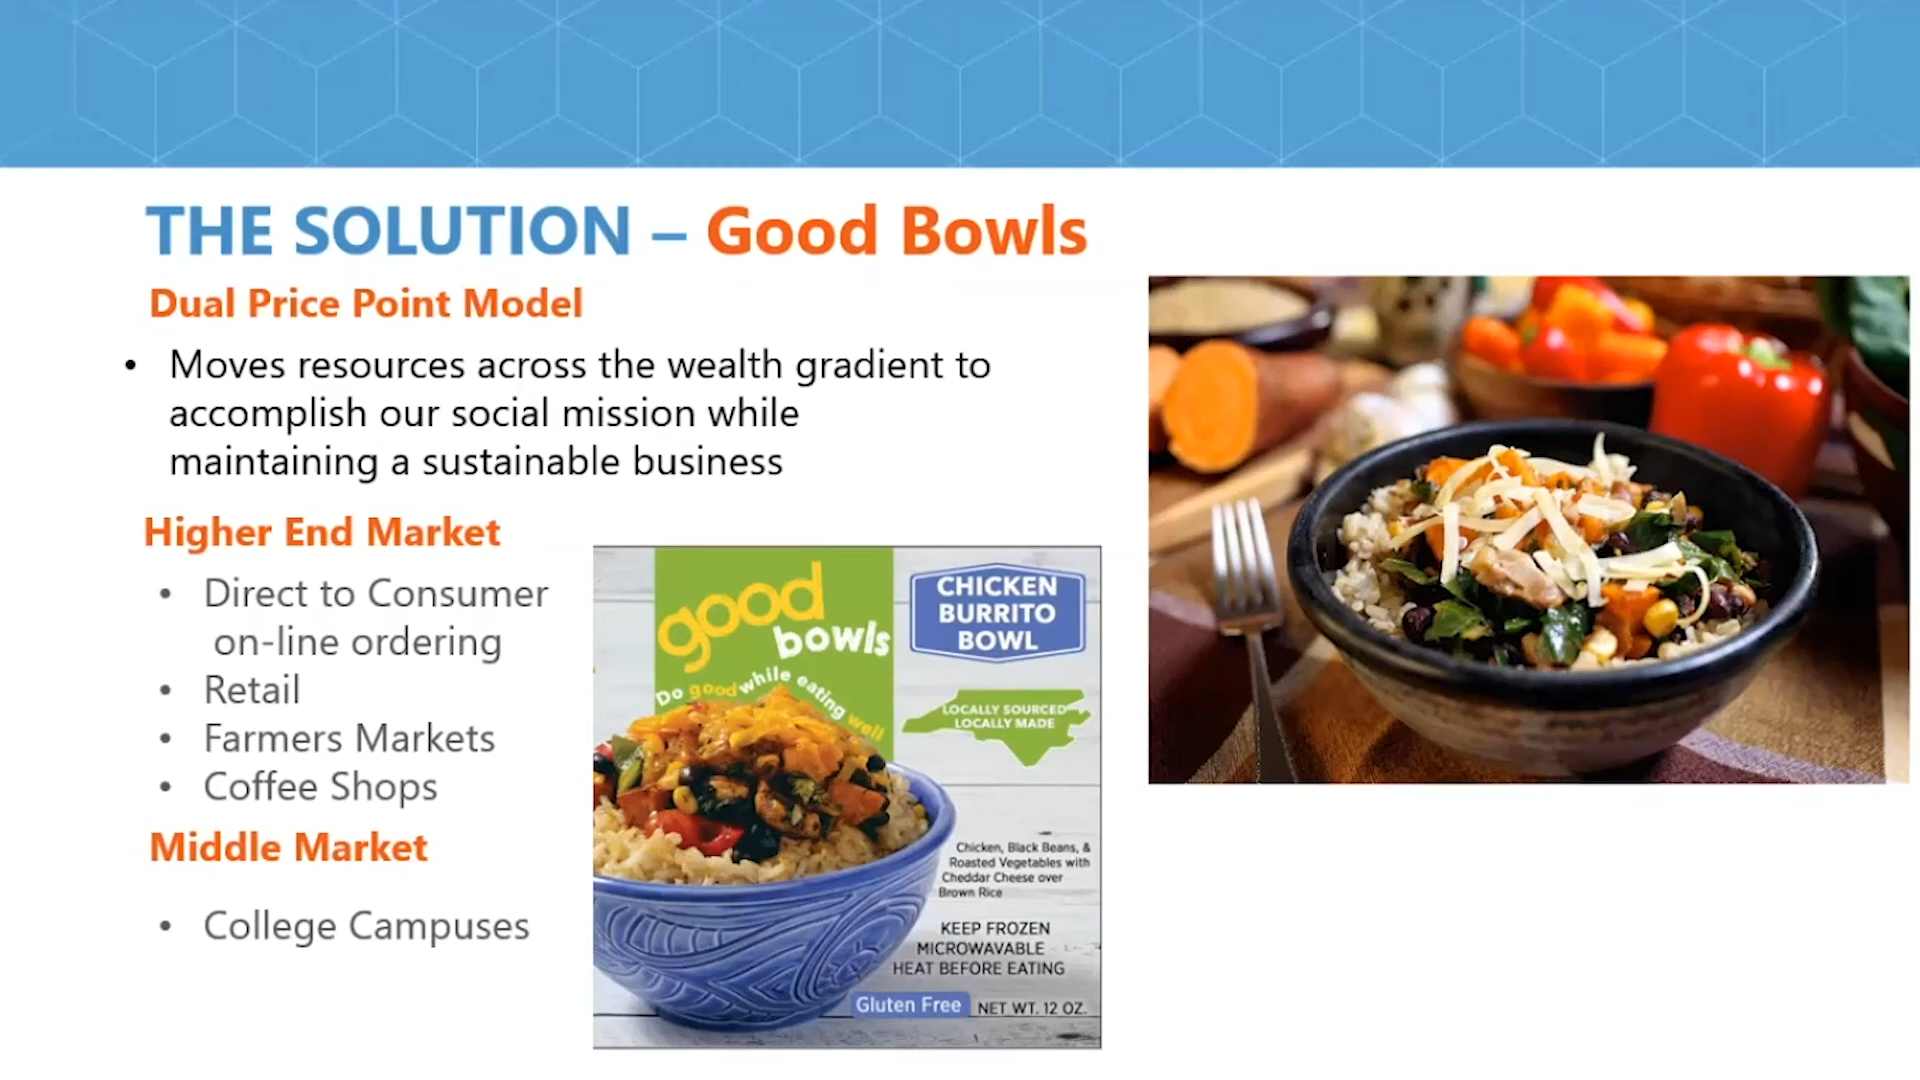 THE SOLUTION – Good Bowls
Dual Price Point Model
• Moves resources across the wealth gradient to
accomplish our social mission while
maintaining a sustainable business
Higher End Market
• Direct to Consumer
on-line ordering
• Retail
• Farmers Markets
• Coffee Shops
Middle Market
• College Campuses
good
bowls
Do good while eating well
CHICKEN
BURRITO
BOWL
LOCALLY SOURCED
LOCALLY MADE
Chicken, Black Beans, &
Roasted Vegetables with
Cheddar Cheese over
Brown Rice
KEEP FROZEN
MICROWAVABLE
HEAT BEFORE EATING
Gluten Free NET WT. 12 OZ.